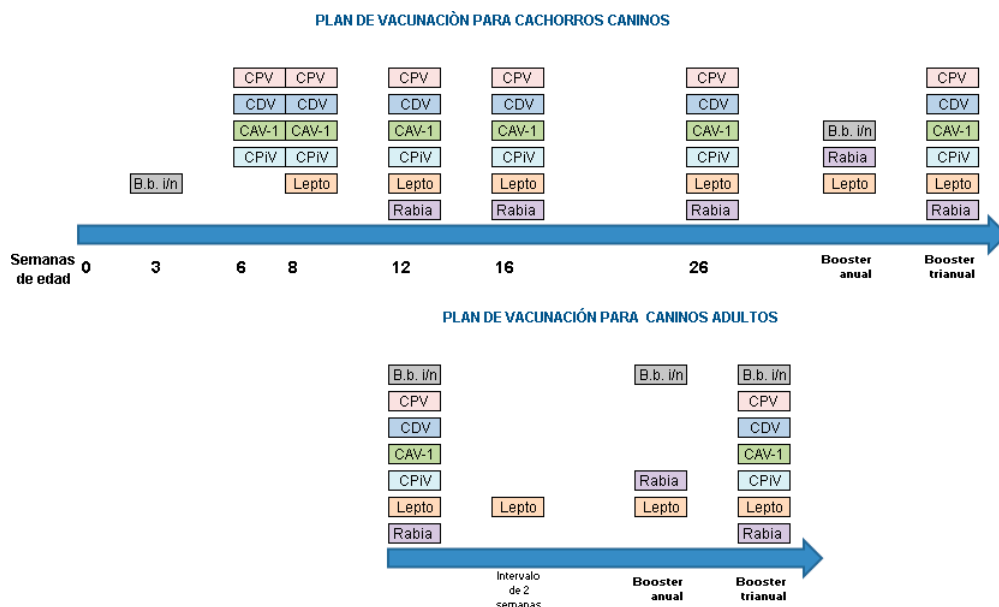 PLAN DE VACUNACIÒN PARA CACHORROS CANINOS
CPV CPV CPV CPV CPV CPV
CDV CDV CDV CDV CDV CDV
CAV-1 CAV-1 CAV-1 CAV-1 CAV-1 B.b. i/n CAV-1
CPiV CPiV CPiV CPiV CPiV Rabia CPiV
B.b. i/n Lepto Lepto Lepto Lepto Lepto Lepto
Rabia Rabia Rabia Rabia
Semanas de edad
0 3 6 8 12 16 26
Booster anual
Booster trianual
PLAN DE VACUNACIÓN PARA CANINOS ADULTOS
B.b. i/n B.b. i/n B.b. i/n
CPV CPV
CDV CDV
CAV-1 CAV-1
CPiV Rabia CPiV
Lepto Lepto Lepto Lepto
Rabia Rabia
Intervalo
de 2
semanas
Booster
anual
Booster
trianual